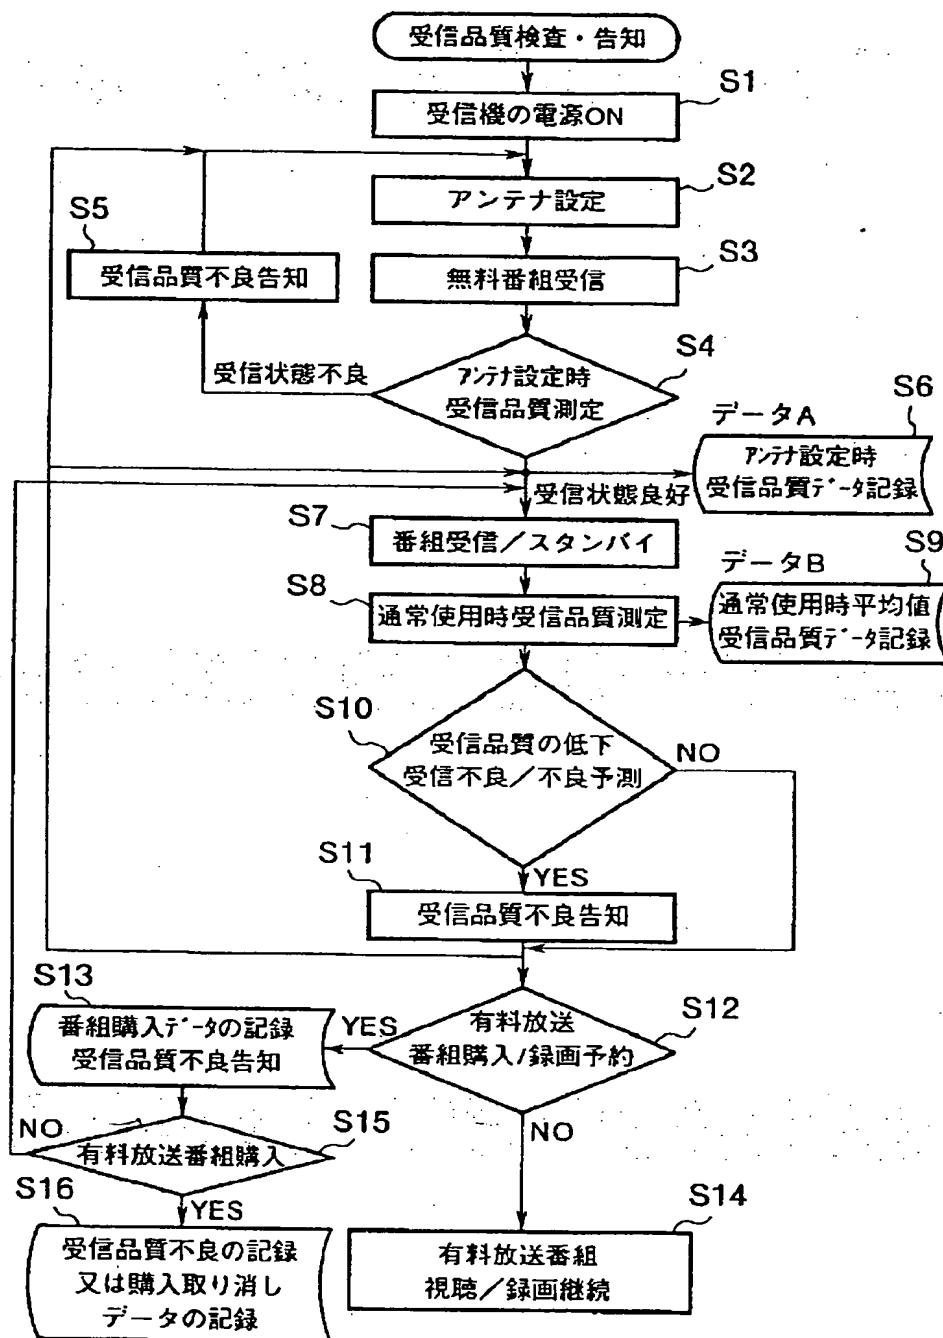 受信品質検査・告知
S1
受信機の電源ON
S2
アンテナ設定
S5
受信品質不良告知
S3
無料番組受信
S4
受信状態不良
アンテナ設定時
受信品質測定
S6
データA
アンテナ設定時
受信品質データ記録
受信状態良好
S7
番組受信/スタンバイ
S9
データB
S8
通常使用時受信品質測定
通常使用時平均値
受信品質データ記録
S10
受信品質の低下
受信不良/不良予測
NO
S11
YES
受信品質不良告知
S13
番組購入データの記録
受信品質不良告知
YES
S12
有料放送
番組購入/録画予約
NO
NO
S15
有料放送番組購入
S16
YES
受信品質不良の記録
又は購入取り消し
データの記録
S14
有料放送番組
視聴/録画継続